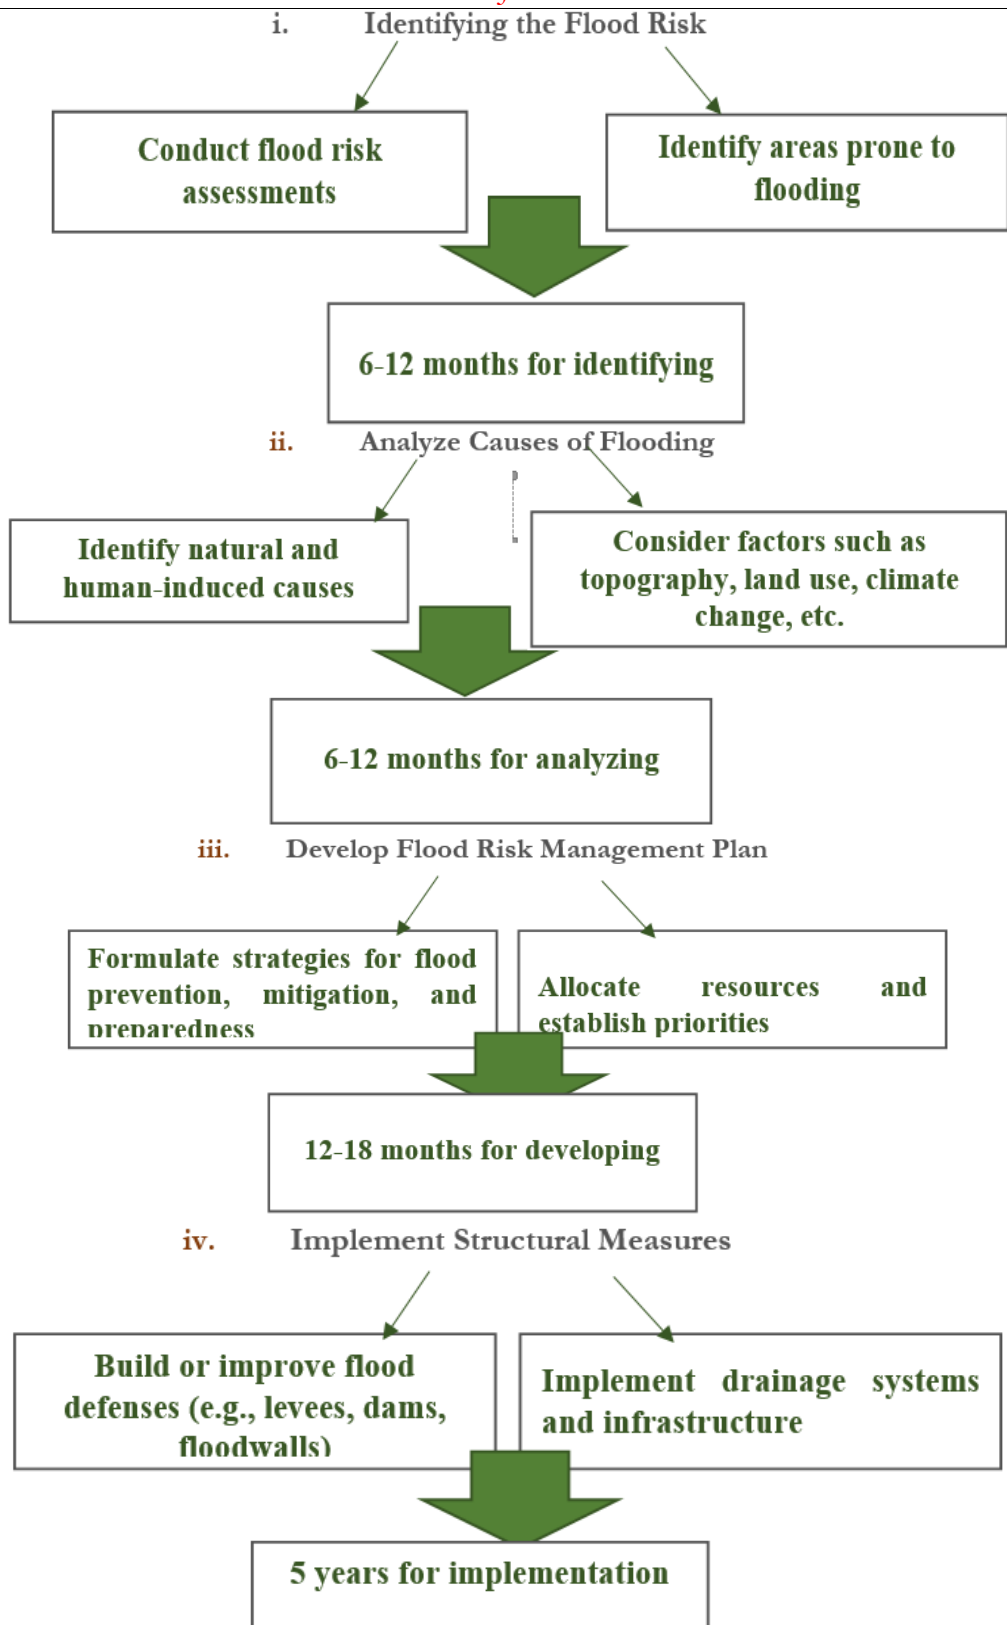 i. Identifying the Flood Risk
Conduct flood risk
assessments
Identify areas prone to
flooding
6-12 months for identifying
ii. Analyze Causes of Flooding
Identify natural and
human-induced causes
Consider factors such as
topography, land use, climate
change, etc.
6-12 months for analyzing
iii. Develop Flood Risk Management Plan
Formulate strategies for flood
prevention, mitigation, and
preparedness
Allocate resources and
establish priorities
12-18 months for developing
iv. Implement Structural Measures
Build or improve flood
defenses (e.g., levees, dams,
floodwalls)
Implement drainage systems
and infrastructure
5 years for implementation